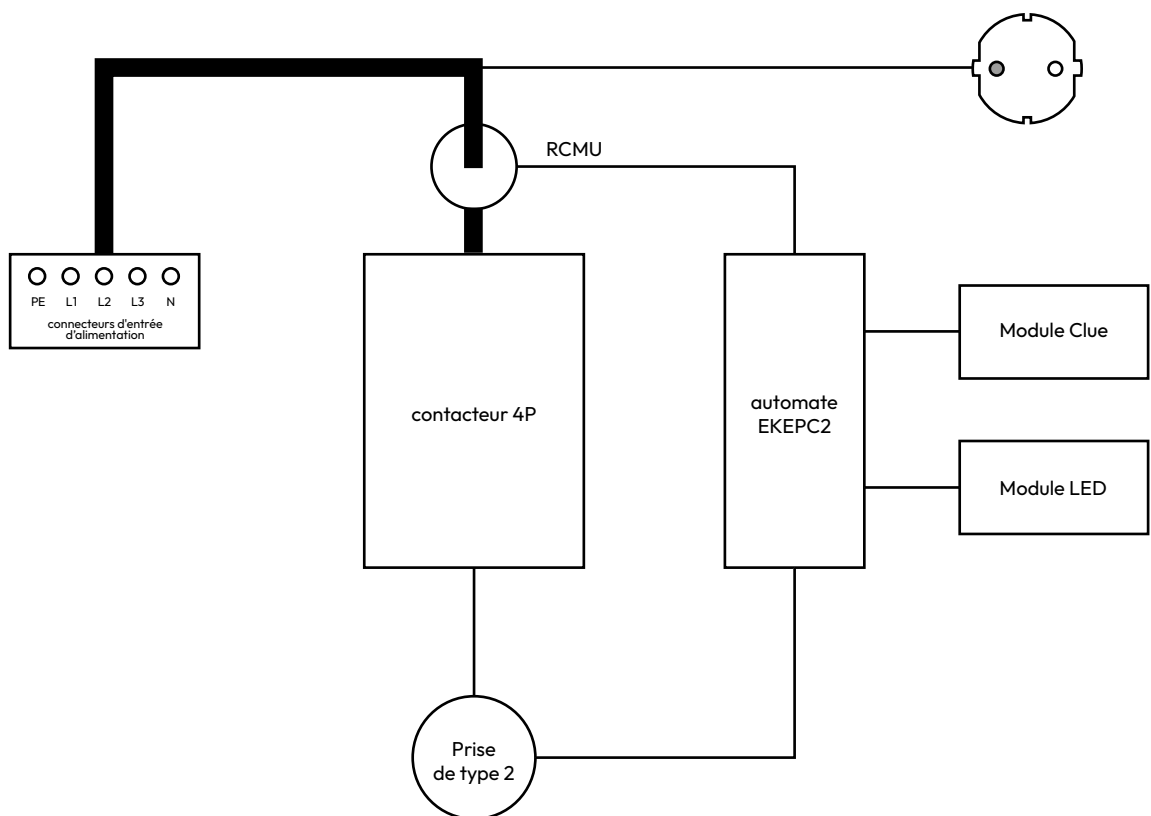 RCMU
PE L1 L2 L3 N
connecteurs d'entrée
d'alimentation
contacteur 4P
automate
EKEPC2
Module Clue
Module LED
Prise
de type 2